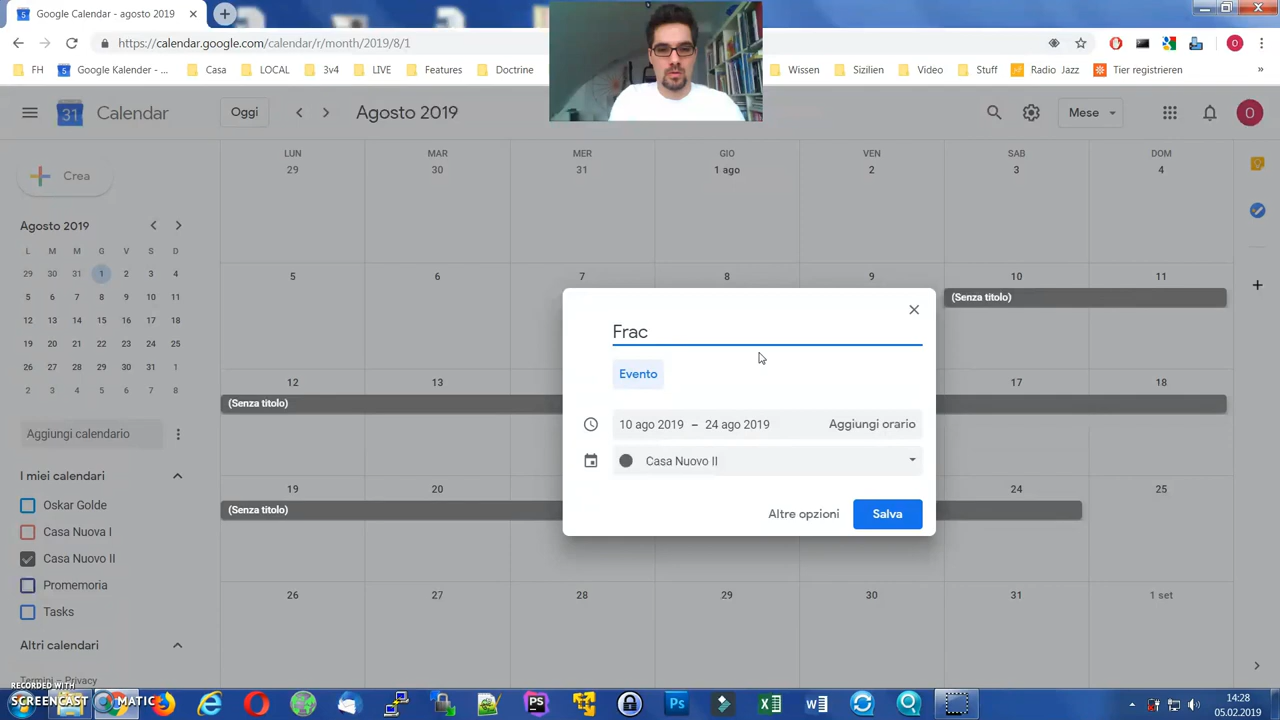 Google Calendar - agosto 2019
https://calendar.google.com/calendar/r/month/2019/8/1
FH
Google Kalender - ...
Casa
LOCAL
3v4
LIVE
Features
Doctrine
Wissen
Sizilien
Video
Stuff
Radio Jazz
Tier registrieren
»
31
Calendar
Oggi
Agosto 2019
Mese
O
Crea
Agosto 2019
L M M G V S D
29 30 31 1 2 3 4
5 6 7 8 9 10 11
12 13 14 15 16 17 18
19 20 21 22 23 24 25
26 27 28 29 30 31 1
2 3 4 5 6 7 8
Aggiungi calendario
I miei calendari
Oskar Golde
Casa Nuova I
Casa Nuovo II
Promemoria
Tasks
Altri calendari
Termini – Privacy
LUN MAR MER GIO VEN SAB DOM
29 30 31 1 ago 2 3 4
5 6 7 8 9 10 11
(Senza titolo)
12 13 17 18
(Senza titolo)
19 20 24 25
(Senza titolo)
26 27 28 29 30 31 1 set
Frac
Evento
10 ago 2019 – 24 ago 2019
Aggiungi orario
Casa Nuovo II
Altre opzioni
Salva
RECORDED WITH
SCREENCAST MATIC
14:28
05.02.2019